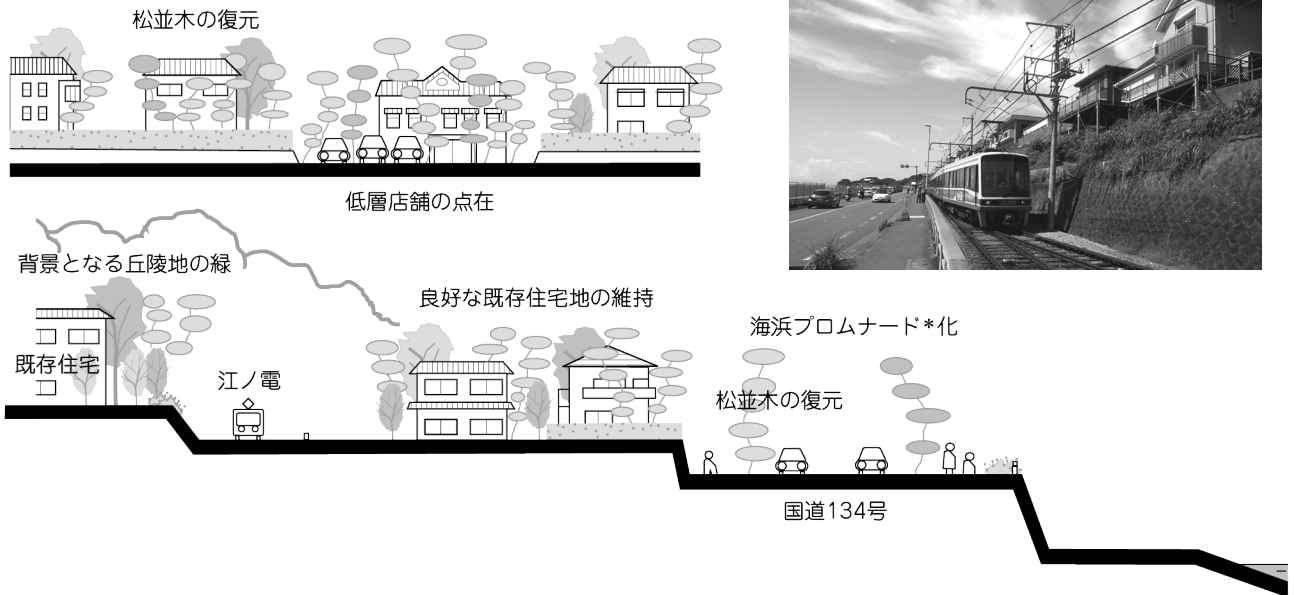 松並木の復元
低層店舗の点在
背景となる丘陵地の緑
良好な既存住宅地の維持
海浜プロムナード*化
既存住宅
江ノ電
松並木の復元
国道134号